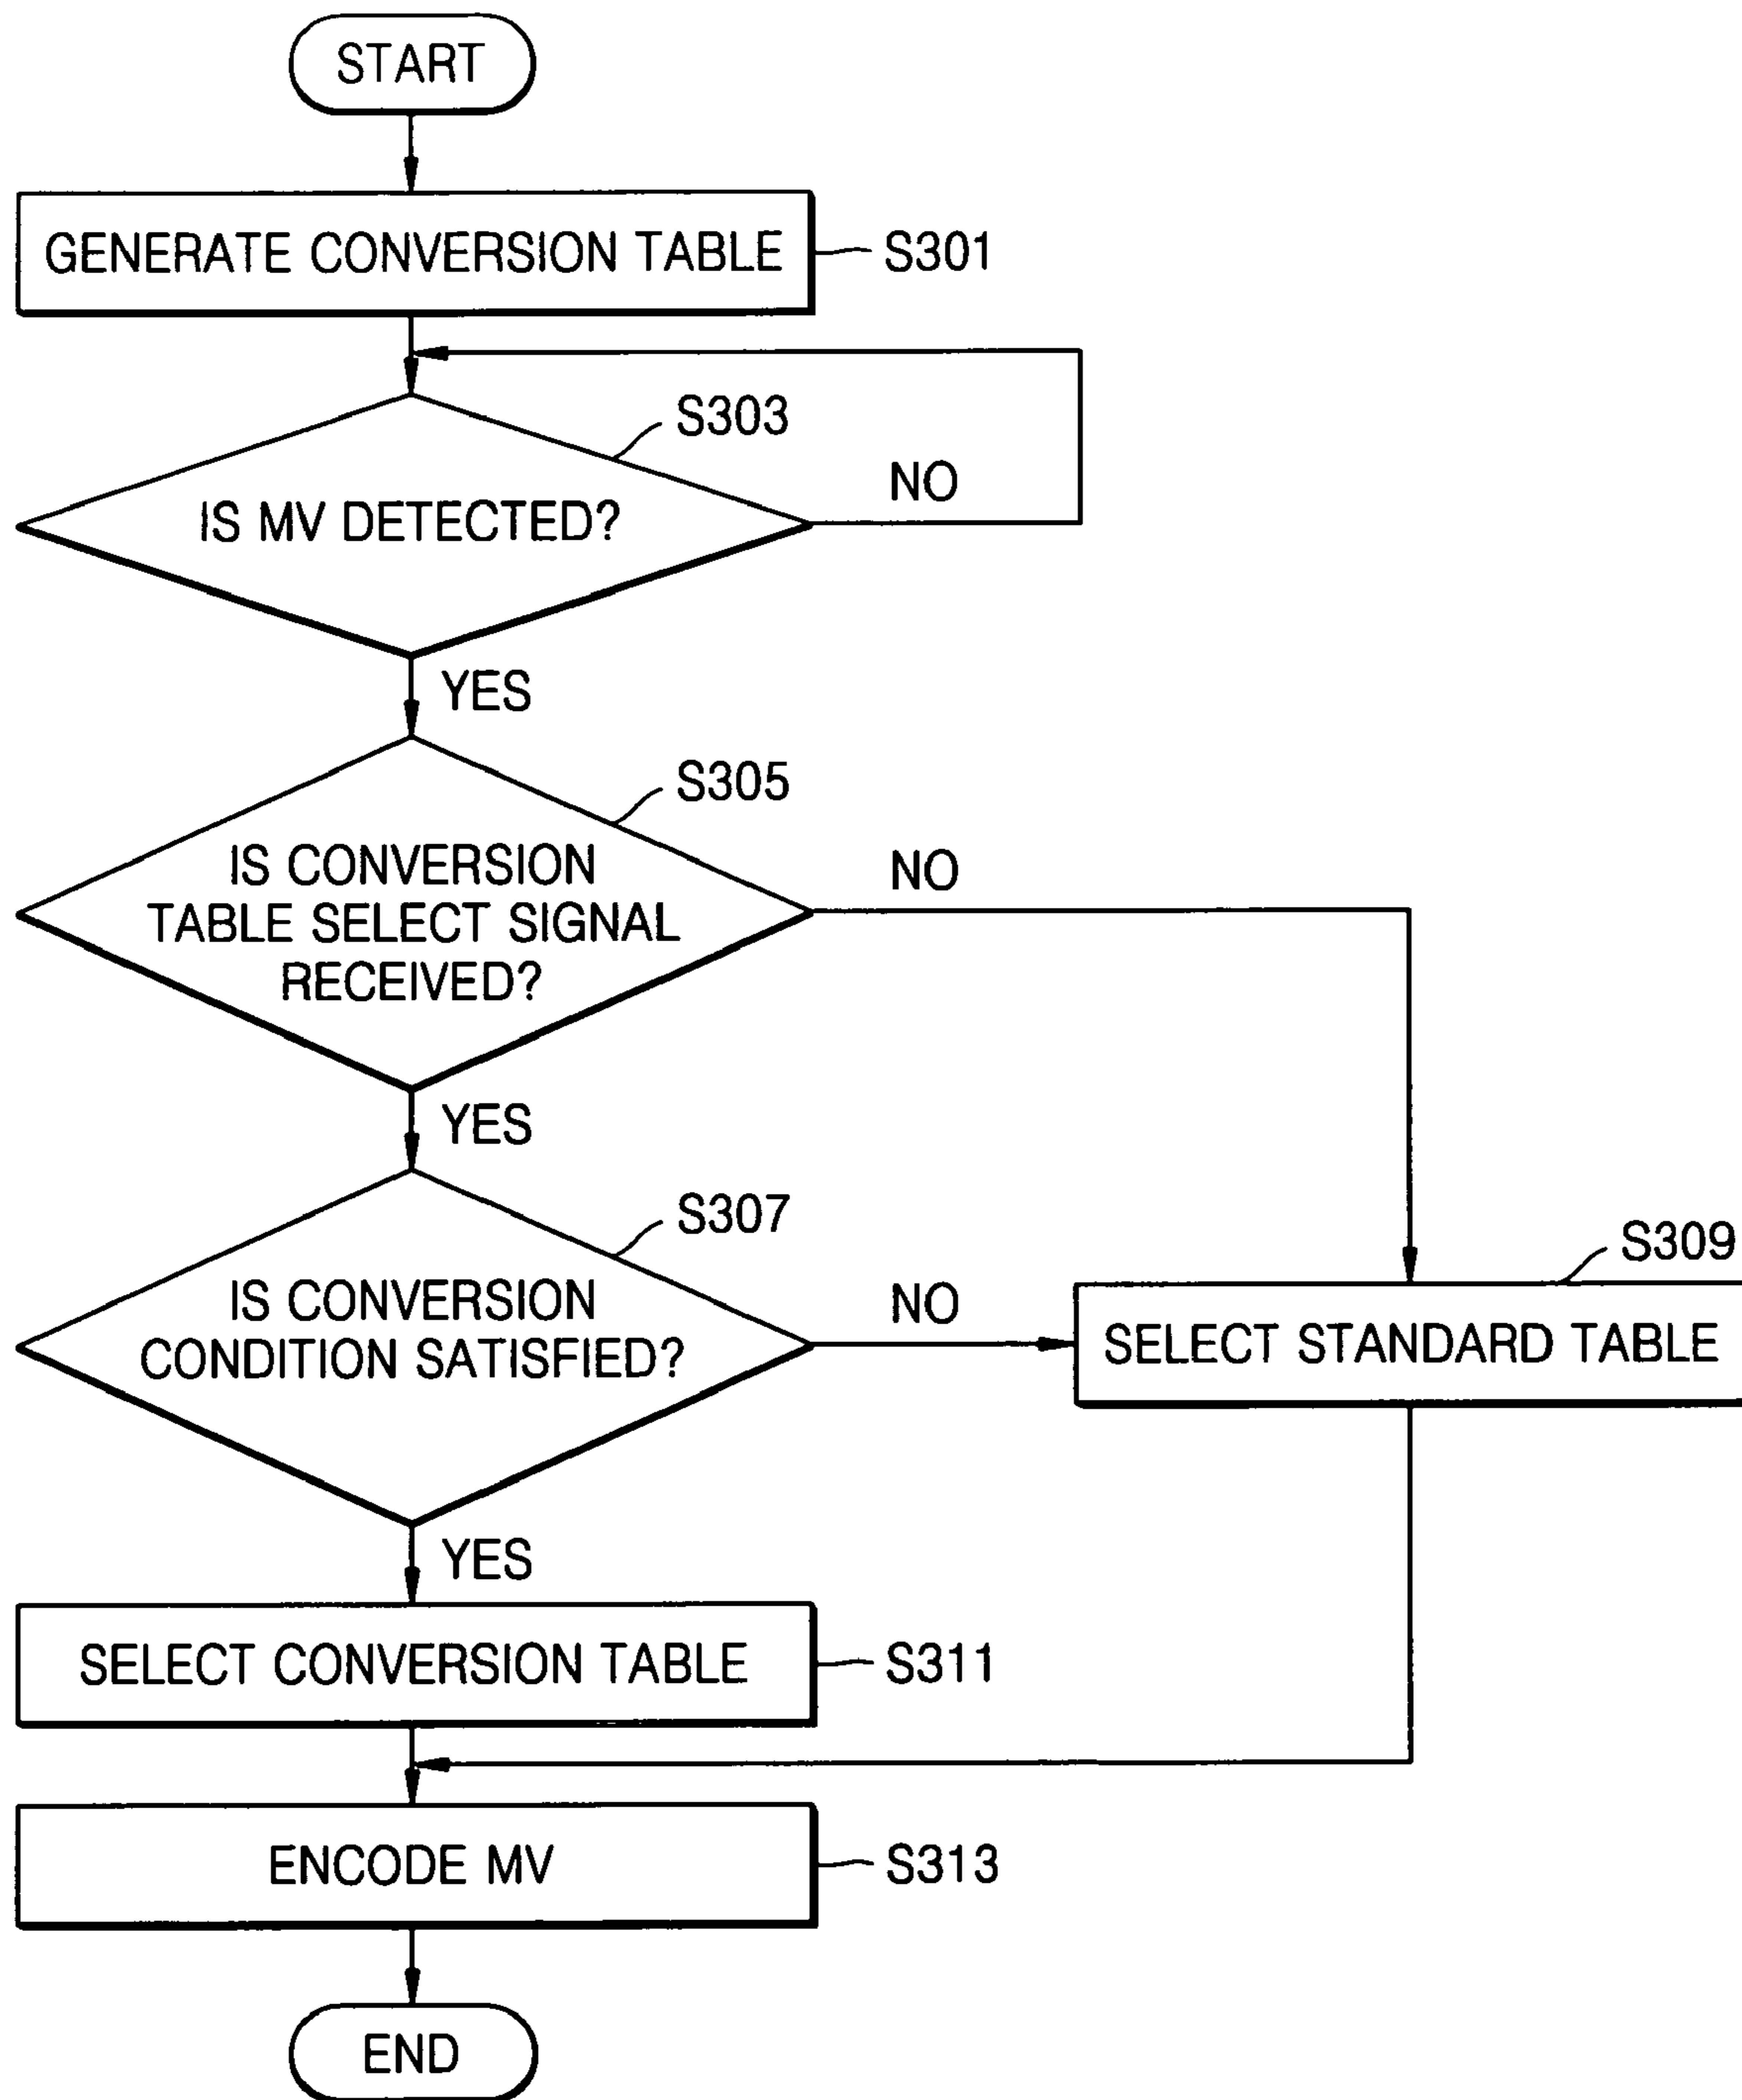 START
GENERATE CONVERSION TABLE
S301
S303
IS MV DETECTED?
NO
YES
S305
IS CONVERSION
TABLE SELECT SIGNAL
RECEIVED?
NO
YES
S307
IS CONVERSION
CONDITION SATISFIED?
NO
S309
SELECT STANDARD TABLE
YES
SELECT CONVERSION TABLE
S311
ENCODE MV
S313
END